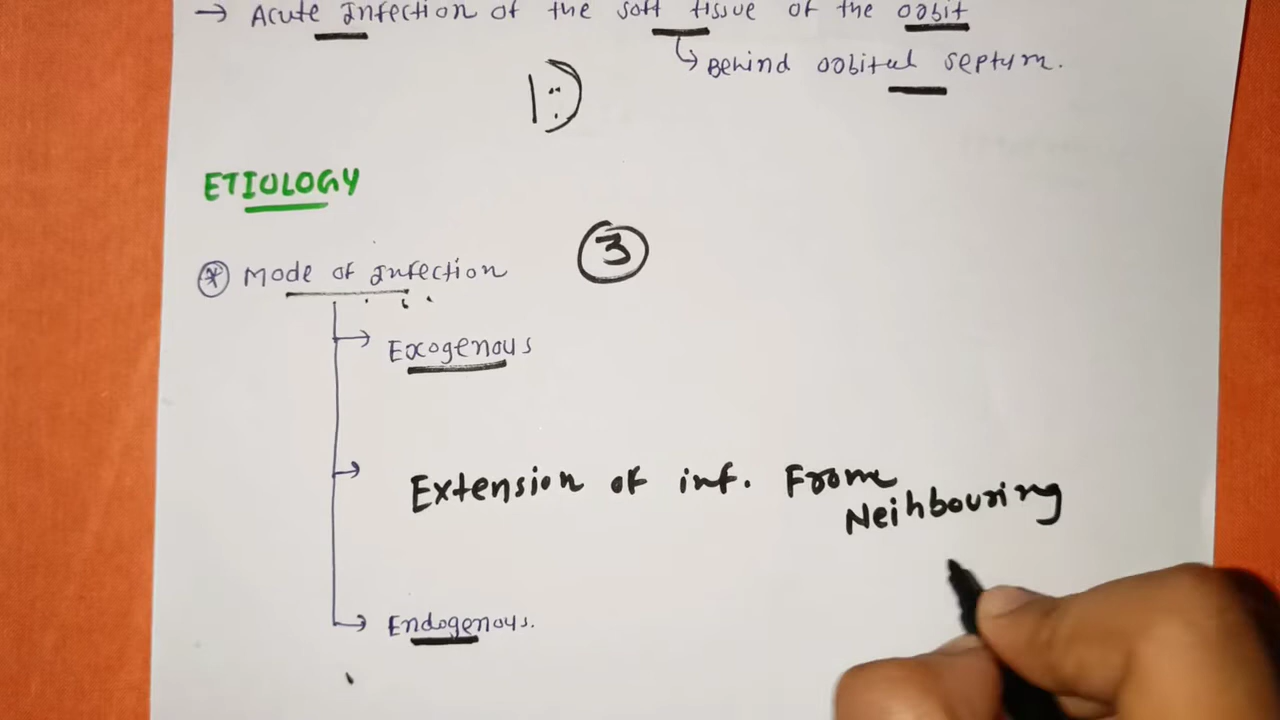 → Acute Infection of the soft tissue of the orbit
↳ Behind orbital septum.
ETIOLOGY
* Mode of Infection
3
→ Exogenous
→ Extension of inf. From
Neihbouring
→ Endogenous.